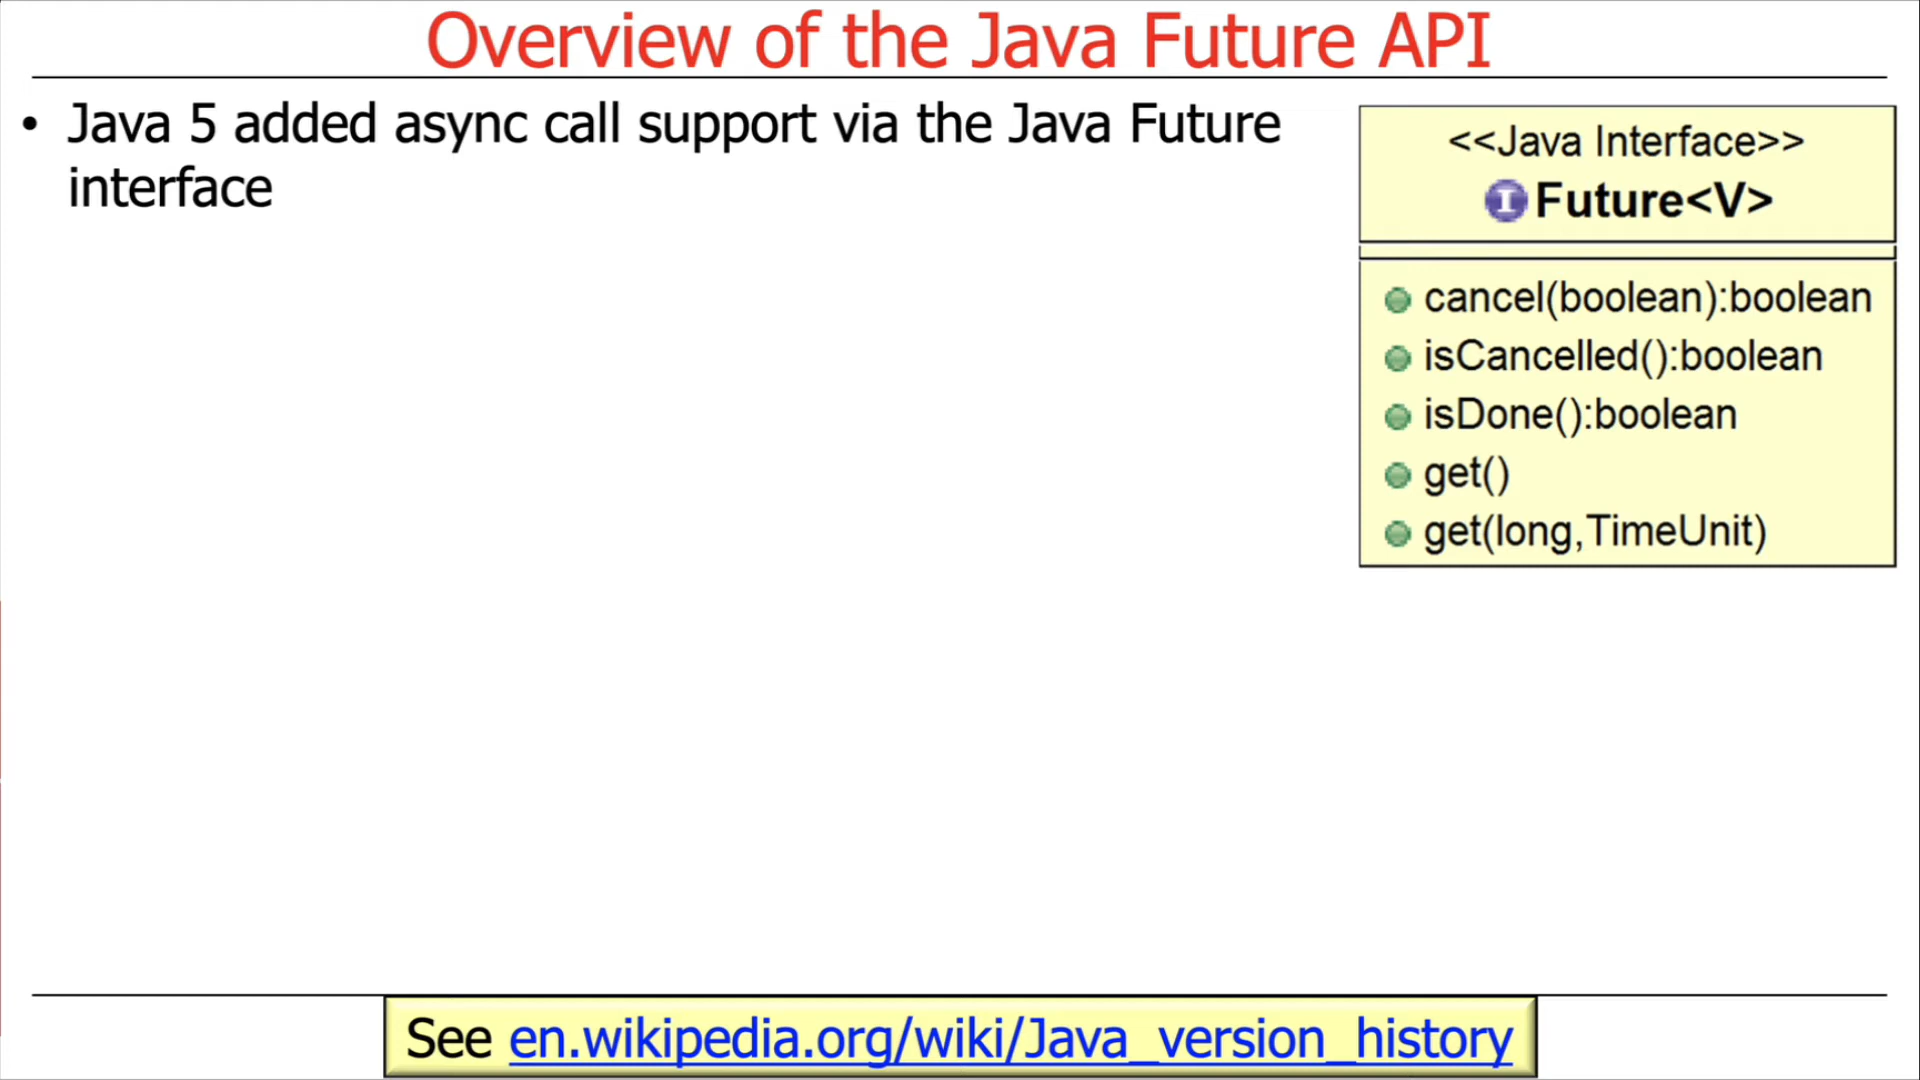 Overview of the Java Future API
• Java 5 added async call support via the Java Future
interface
<<Java Interface>>
I Future<V>
cancel(boolean):boolean
isCancelled():boolean
isDone():boolean
get()
get(long,TimeUnit)
See en.wikipedia.org/wiki/Java_version_history